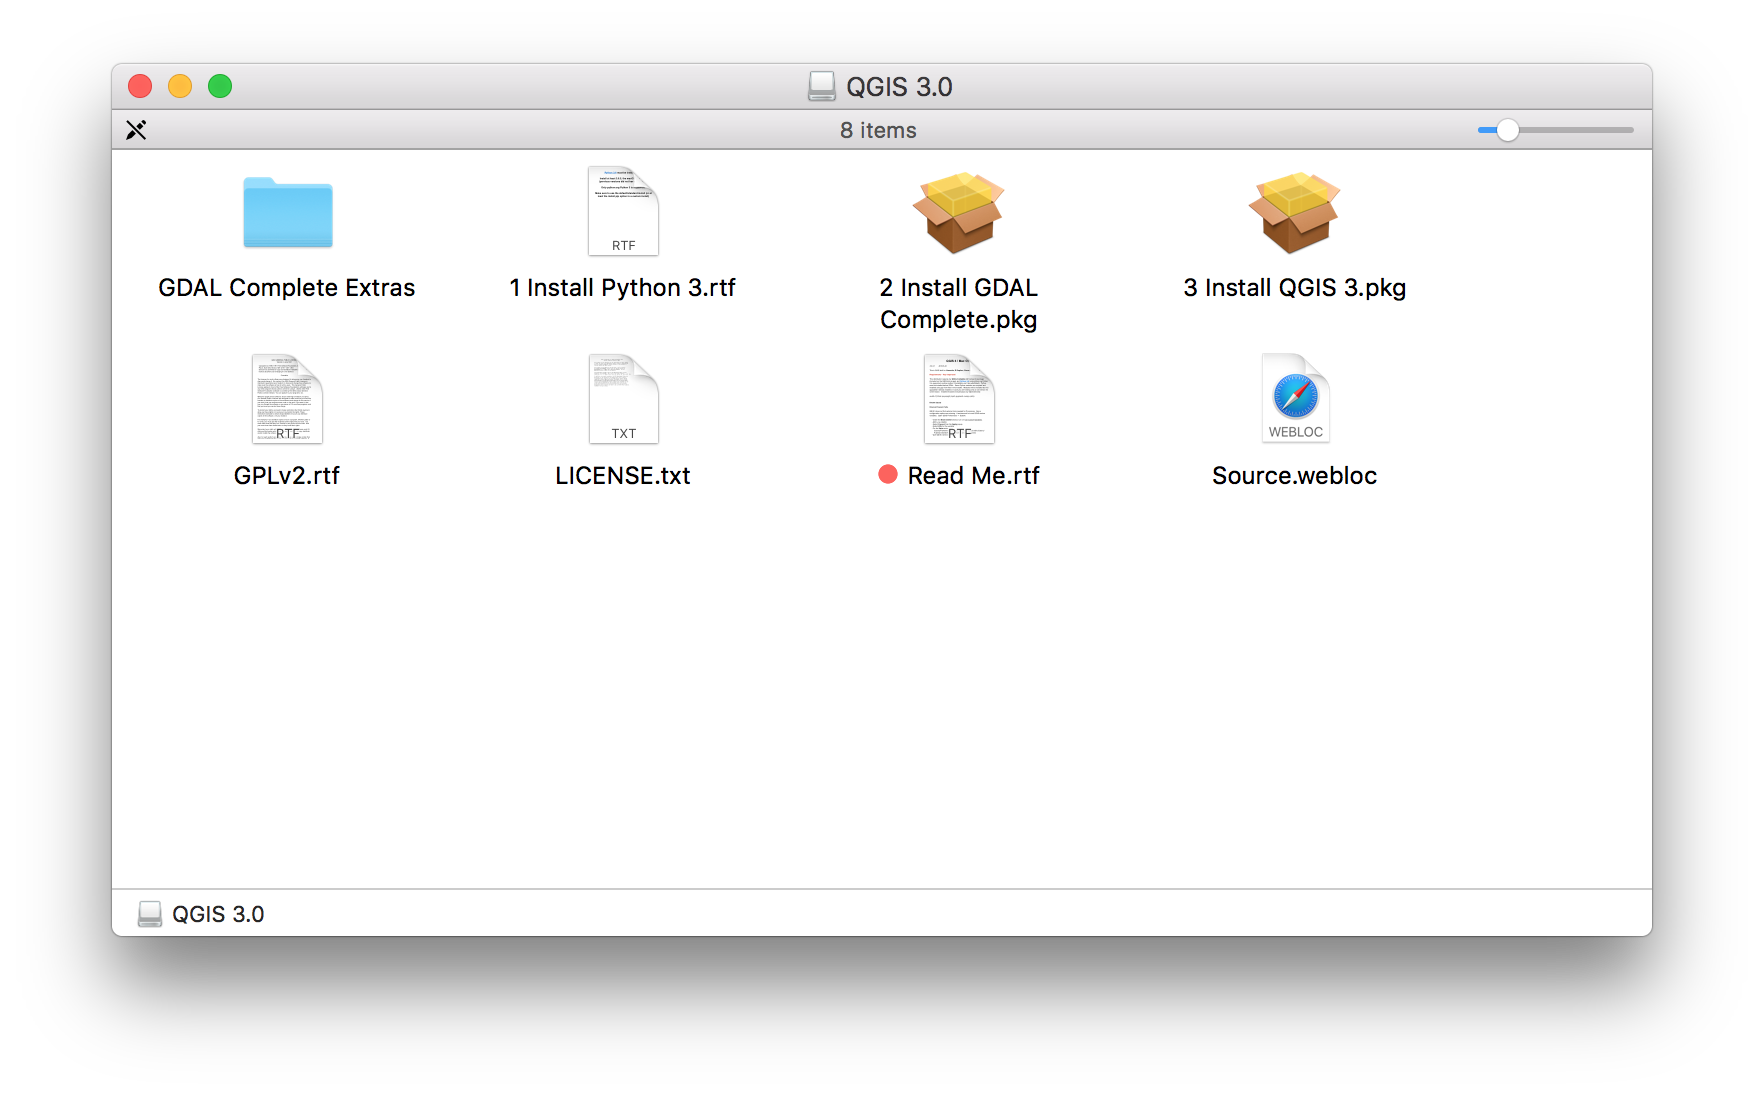 QGIS 3.0
8 items
GDAL Complete Extras
1 Install Python 3.rtf
2 Install GDAL
Complete.pkg
3 Install QGIS 3.pkg
RTF
GPLv2.rtf
TXT
LICENSE.txt
RTF
Read Me.rtf
WEBLOC
Source.webloc
RTF
QGIS 3.0